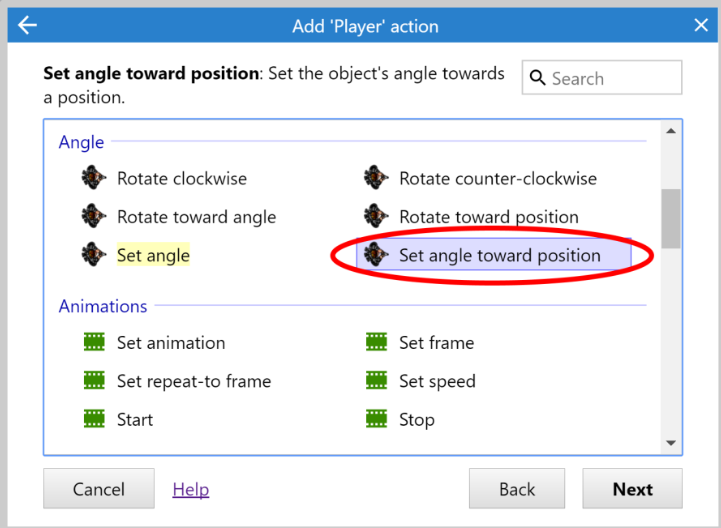 Add 'Player' action
Set angle toward position: Set the object's angle towards
a position.
Search
Angle
Rotate clockwise
Rotate counter-clockwise
Rotate toward angle
Rotate toward position
Set angle
Set angle toward position
Animations
Set animation
Set frame
Set repeat-to frame
Set speed
Start
Stop
Cancel
Help
Back
Next